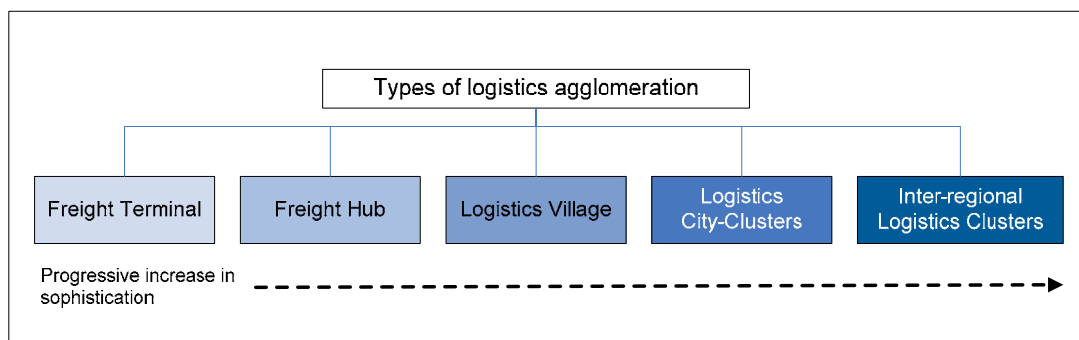 Types of logistics agglomeration
Freight Terminal
Freight Hub
Logistics Village
Logistics
City-Clusters
Inter-regional
Logistics Clusters
Progressive increase in
sophistication